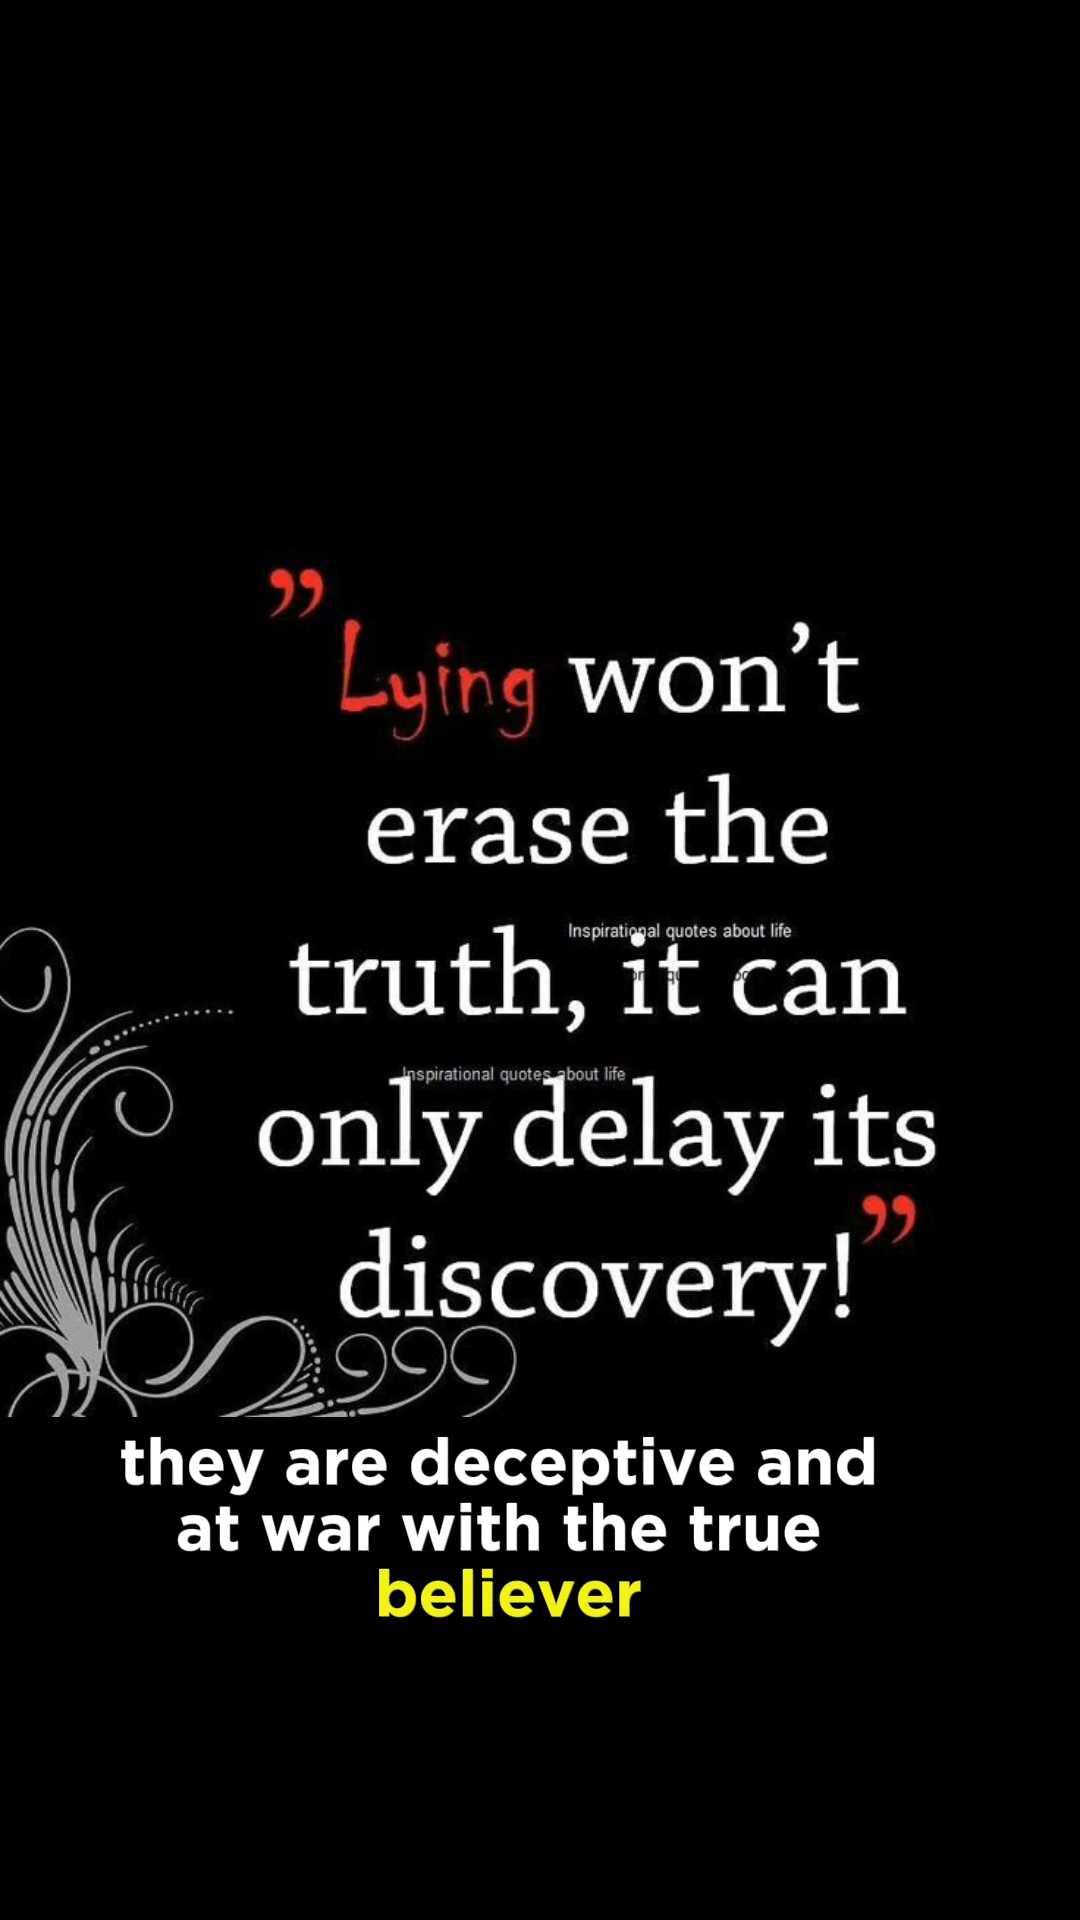 ”Lying won’t
erase the
Inspirational quotes about life
truth, it can
Inspirational quotes about life
only delay its
discovery!”
they are deceptive and
at war with the true
believer